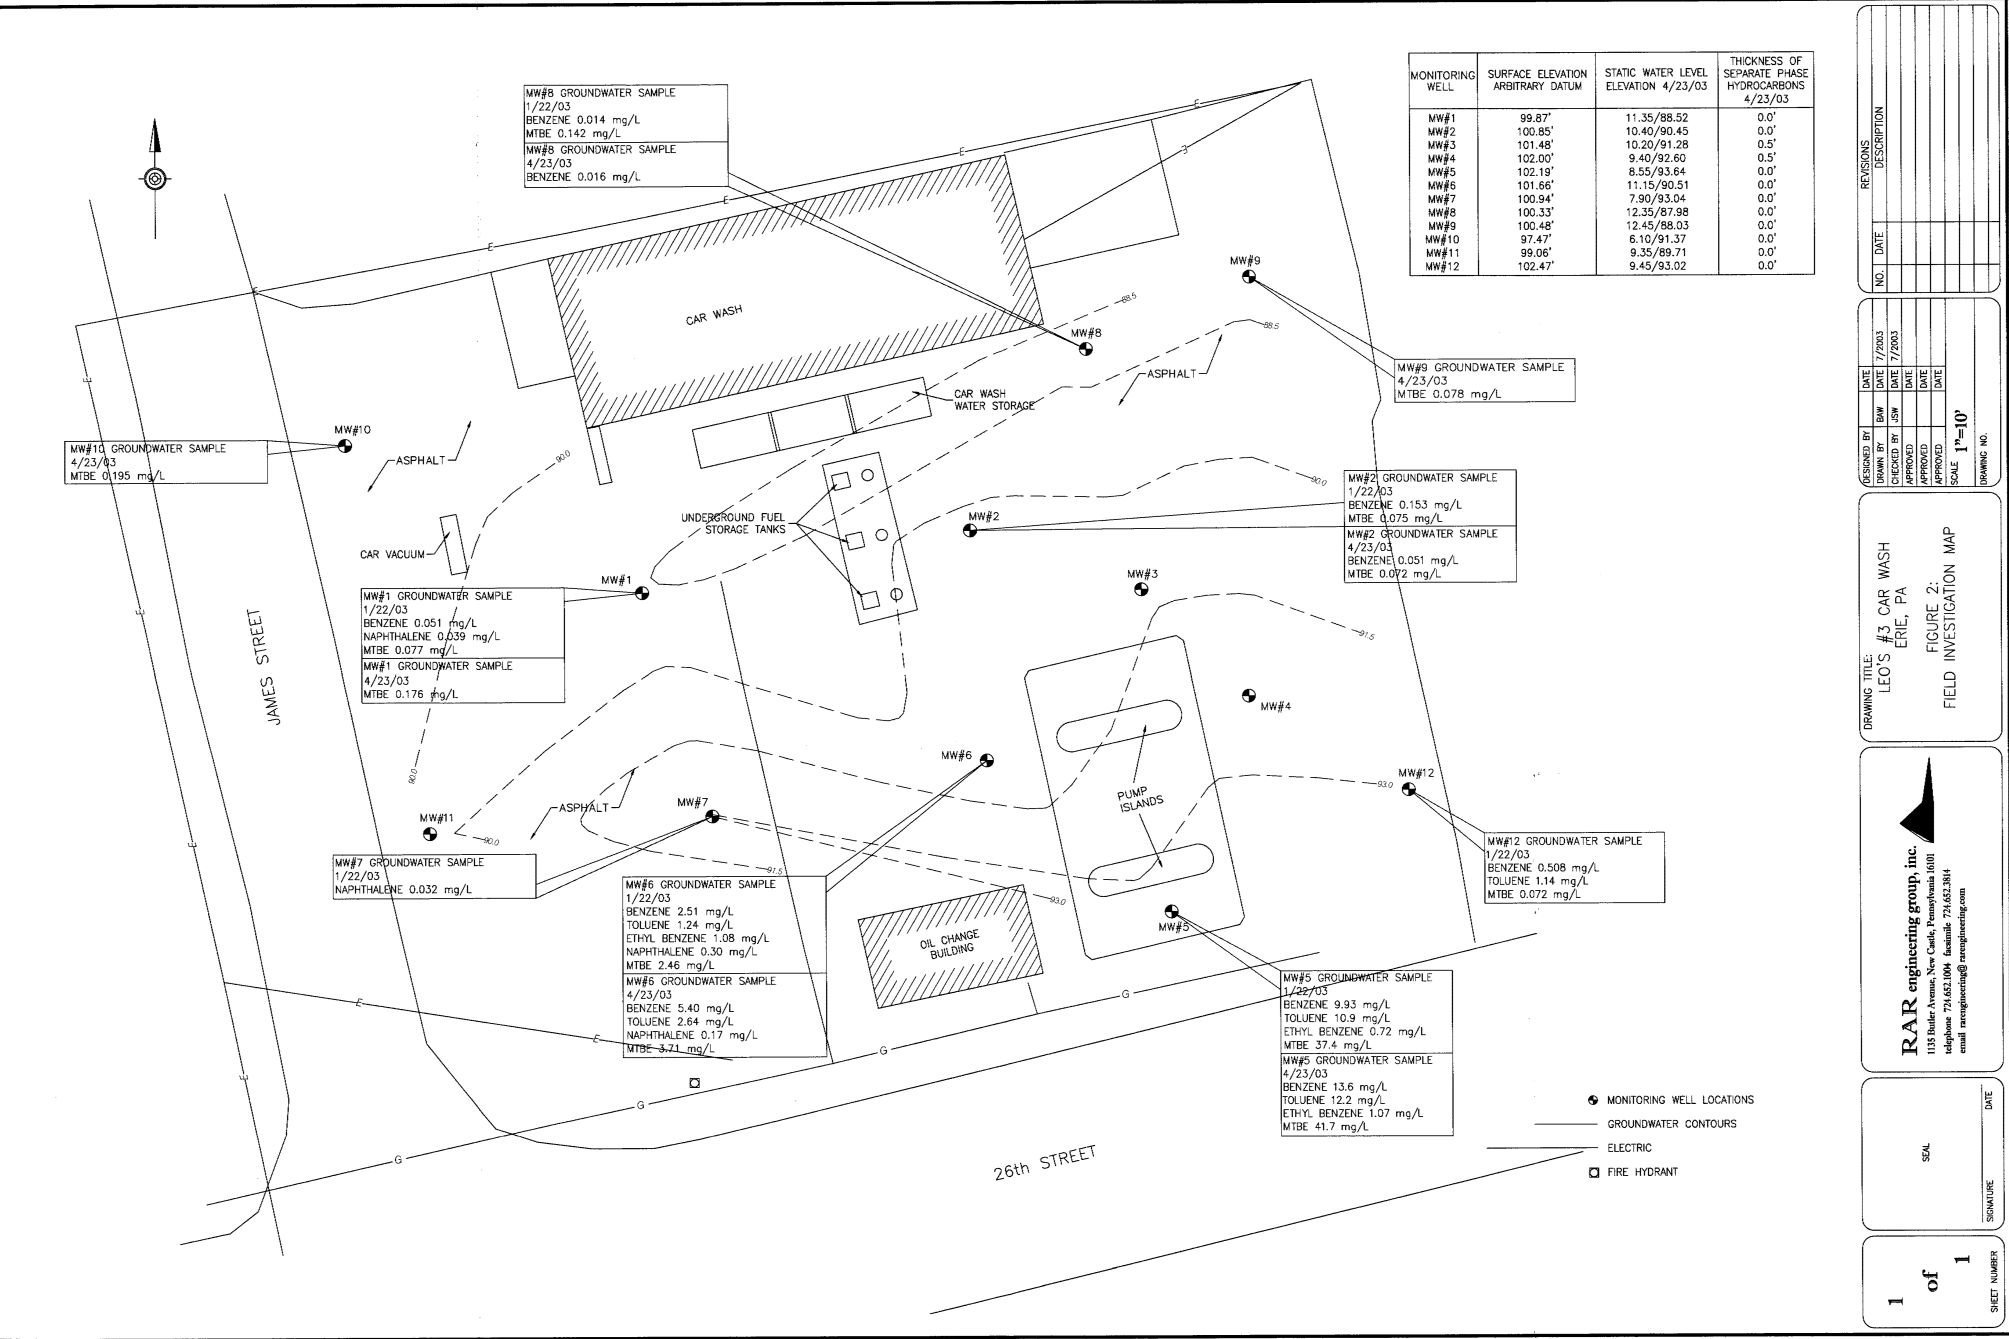 MW#8 GROUNDWATER SAMPLE
1/22/03
BENZENE 0.014 mg/L
MTBE 0.142 mg/L
MW#8 GROUNDWATER SAMPLE
4/23/03
BENZENE 0.016 mg/L
MONITORING WELL
SURFACE ELEVATION ARBITRARY DATUM
STATIC WATER LEVEL ELEVATION 4/23/03
THICKNESS OF SEPARATE PHASE HYDROCARBONS 4/23/03
MW#1 99.87' 11.35/88.52 0.0'
MW#2 100.85' 10.40/90.45 0.0'
MW#3 101.48' 10.20/91.28 0.5'
MW#4 102.00' 9.40/92.60 0.5'
MW#5 102.19' 8.55/93.64 0.0'
MW#6 101.66' 11.15/90.51 0.0'
MW#7 100.94' 7.90/93.04 0.0'
MW#8 100.33' 12.35/87.98 0.0'
MW#9 100.48' 12.45/88.03 0.0'
MW#10 97.47' 6.10/91.37 0.0'
MW#11 99.06' 9.35/89.71 0.0'
MW#12 102.47' 9.45/93.02 0.0'
E
E
E
E
E
E
CAR WASH
MW#9
88.5
MW#8
88.5
ASPHALT
CAR WASH
WATER STORAGE
MW#9 GROUNDWATER SAMPLE
4/23/03
MTBE 0.078 mg/L
E
MW#10
MW#10 GROUNDWATER SAMPLE
4/23/03
MTBE 0.195 mg/L
ASPHALT
90.0
90.0
MW#2 GROUNDWATER SAMPLE
1/22/03
BENZENE 0.153 mg/L
MTBE 0.075 mg/L
MW#2 GROUNDWATER SAMPLE
4/23/03
BENZENE 0.051 mg/L
MTBE 0.072 mg/L
UNDERGROUND FUEL
STORAGE TANKS
MW#2
CAR VACUUM
MW#1
MW#3
MW#1 GROUNDWATER SAMPLE
1/22/03
BENZENE 0.051 mg/L
NAPHTHALENE 0.039 mg/L
MTBE 0.077 mg/L
MW#1 GROUNDWATER SAMPLE
4/23/03
MTBE 0.176 mg/L
E
91.5
JAMES STREET
MW#4
MW#6
90.0
PUMP
ISLANDS
93.0
MW#12
MW#7
ASPHALT
MW#11
90.0
E
91.5
93.0
MW#7 GROUNDWATER SAMPLE
1/22/03
NAPHTHALENE 0.032 mg/L
MW#12 GROUNDWATER SAMPLE
1/22/03
BENZENE 0.508 mg/L
TOLUENE 1.14 mg/L
MTBE 0.072 mg/L
MW#6 GROUNDWATER SAMPLE
1/22/03
BENZENE 2.51 mg/L
TOLUENE 1.24 mg/L
ETHYL BENZENE 1.08 mg/L
NAPHTHALENE 0.30 mg/L
MTBE 2.46 mg/L
MW#6 GROUNDWATER SAMPLE
4/23/03
BENZENE 5.40 mg/L
TOLUENE 2.64 mg/L
NAPHTHALENE 0.17 mg/L
MTBE 3.71 mg/L
OIL CHANGE
BUILDING
MW#5
MW#5 GROUNDWATER SAMPLE
1/22/03
BENZENE 9.93 mg/L
TOLUENE 10.9 mg/L
ETHYL BENZENE 0.72 mg/L
MTBE 37.4 mg/L
MW#5 GROUNDWATER SAMPLE
4/23/03
BENZENE 13.6 mg/L
TOLUENE 12.2 mg/L
ETHYL BENZENE 1.07 mg/L
MTBE 41.7 mg/L
E
E
E
G
G
G
G
26th STREET
MONITORING WELL LOCATIONS
GROUNDWATER CONTOURS
ELECTRIC
FIRE HYDRANT
REVISIONS
NO. DATE DESCRIPTION
DESIGNED BY DATE
DRAWN BY BAW DATE 7/2003
CHECKED BY JSW DATE 7/2003
APPROVED DATE
APPROVED DATE
APPROVED DATE
SCALE 1"=10'
DRAWING NO.
DRAWING TITLE:
LEO'S #3 CAR WASH
ERIE, PA
FIGURE 2:
FIELD INVESTIGATION MAP
RAR engineering group, inc.
1135 Butler Avenue, New Castle, Pennsylvania 16101
telephone 724.652.1004 facsimile 724.652.3814
email rarengineering@rarengineering.com
SEAL
SIGNATURE DATE
1 of 1
SHEET NUMBER